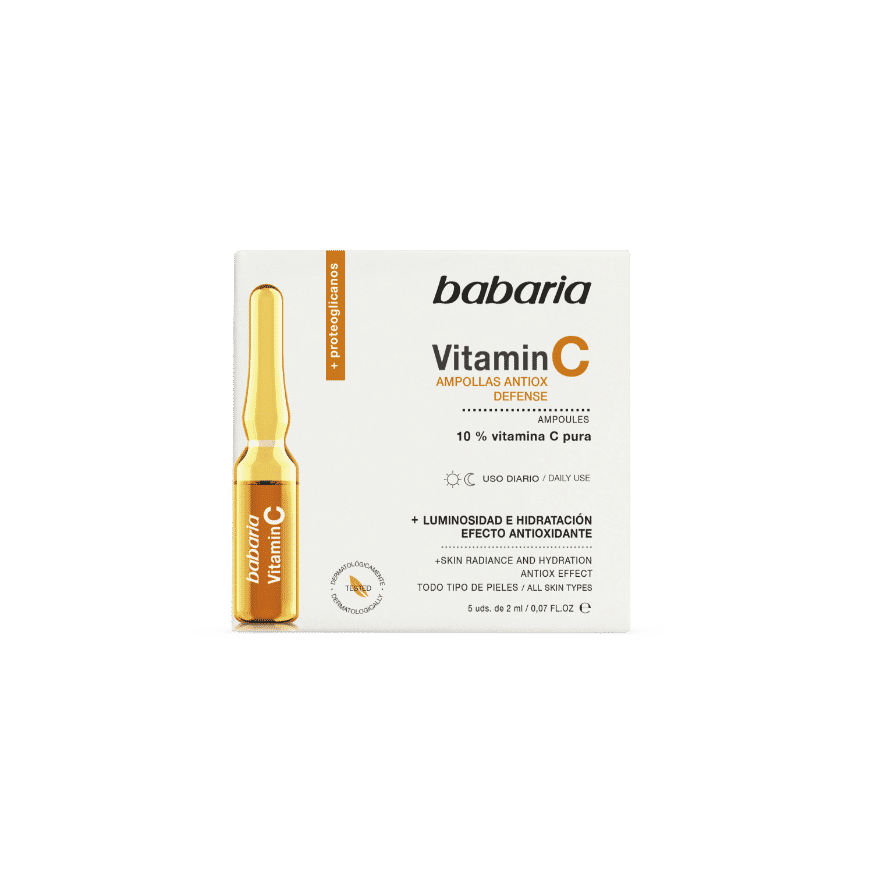 + proteoglicanos
babaria
Vitamin C
AMPOLLAS ANTIOX
DEFENSE
AMPOULES
10 % vitamina C pura
USO DIARIO / DAILY USE
+ LUMINOSIDAD E HIDRATACIÓN
EFECTO ANTIOXIDANTE
+SKIN RADIANCE AND HYDRATION
ANTIOX EFFECT
TODO TIPO DE PIELES / ALL SKIN TYPES
5 uds. de 2 ml / 0,07 FL.OZ ℮
babaria
Vitamin C
DERMATOLÓGICAMENTE
TESTED
DERMATOLOGICALLY